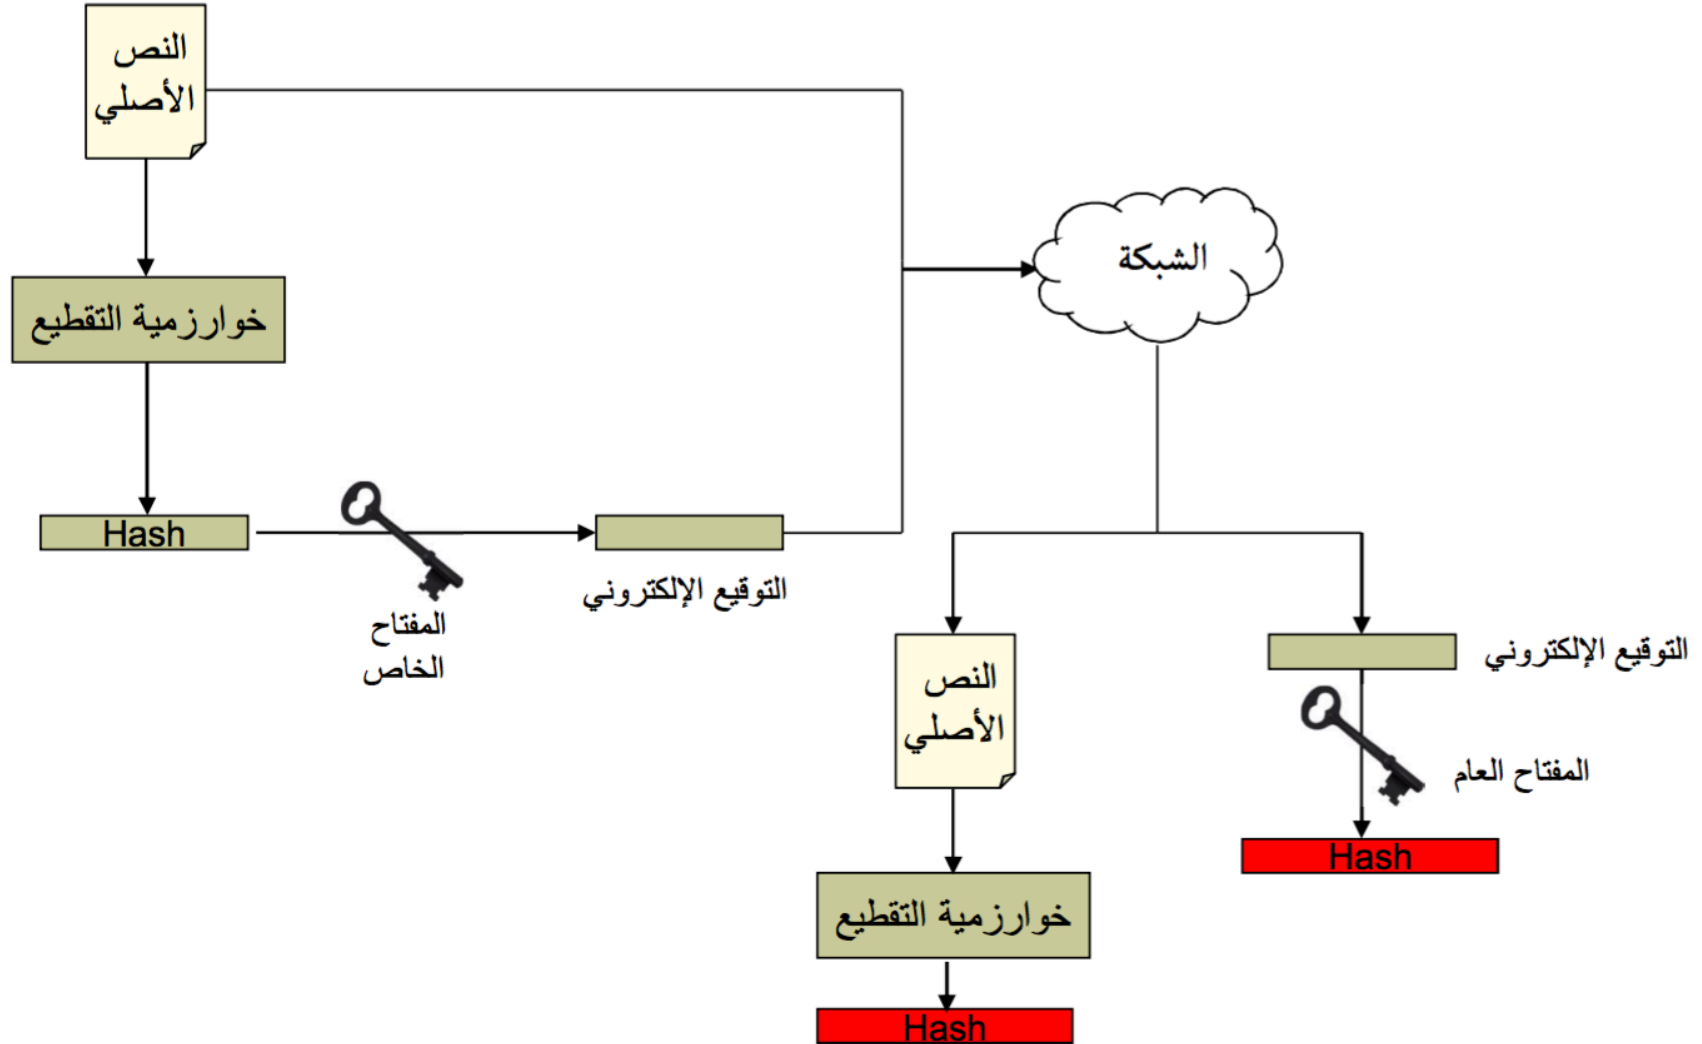 النص
الأصلي
الشبكة
خوارزمية التقطيع
Hash
المفتاح
الخاص
التوقيع الإلكتروني
النص
الأصلي
التوقيع الإلكتروني
المفتاح العام
Hash
خوارزمية التقطيع
Hash